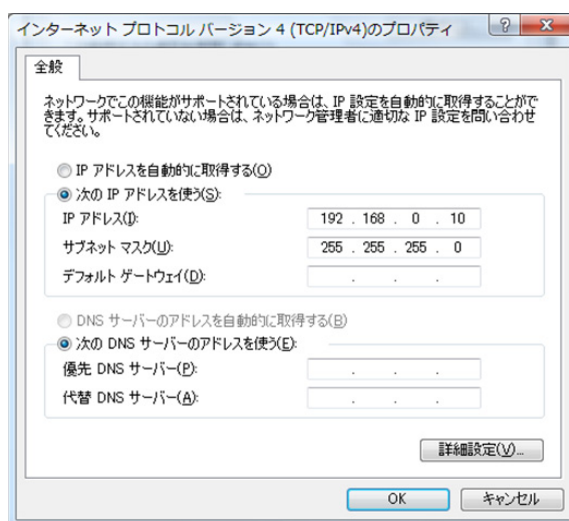 インターネット プロトコル バージョン 4 (TCP/IPv4)のプロパティ
全般
ネットワークでこの機能がサポートされている場合は、IP 設定を自動的に取得することがで
きます。サポートされていない場合は、ネットワーク管理者に適切な IP 設定を問い合わせ
てください。
IP アドレスを自動的に取得する(O)
次の IP アドレスを使う(S):
IP アドレス(I): 192 . 168 . 0 . 10
サブネット マスク(U): 255 . 255 . 255 . 0
デフォルト ゲートウェイ(D): . . .
DNS サーバーのアドレスを自動的に取得する(B)
次の DNS サーバーのアドレスを使う(E):
優先 DNS サーバー(P): . . .
代替 DNS サーバー(A): . . .
詳細設定(V)...
OK キャンセル